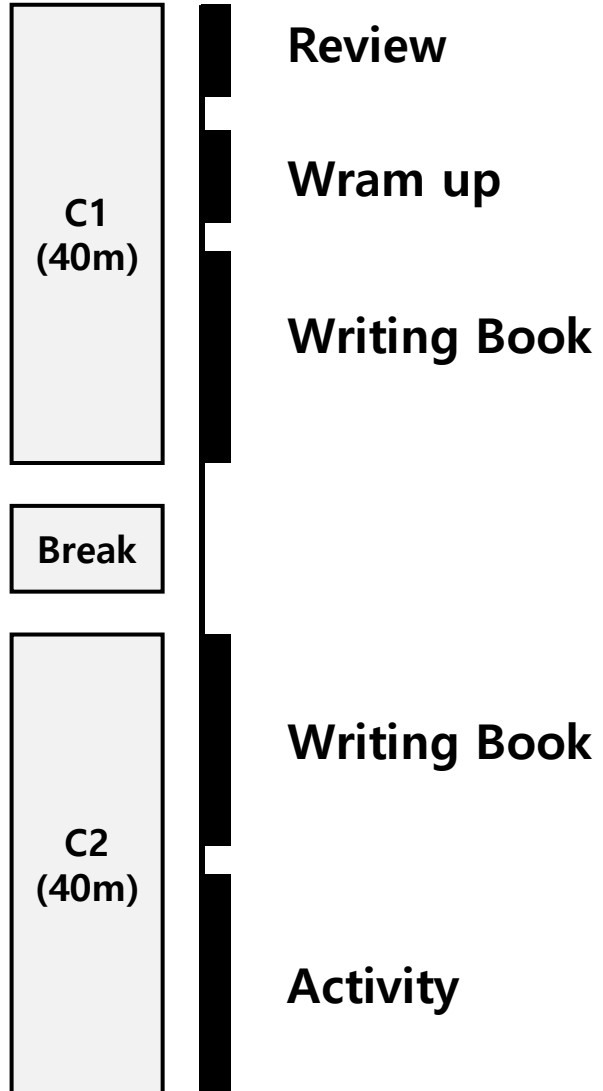 Review
Wram up
C1
(40m)
Writing Book
Break
Writing Book
C2
(40m)
Activity